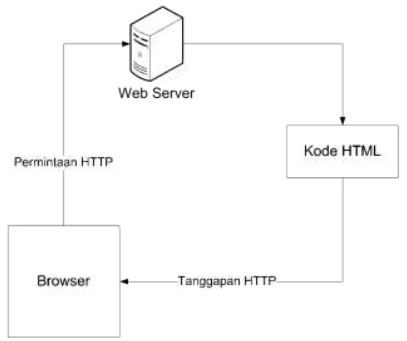 Web Server
Permintaan HTTP
Kode HTML
Browser
Tanggapan HTTP